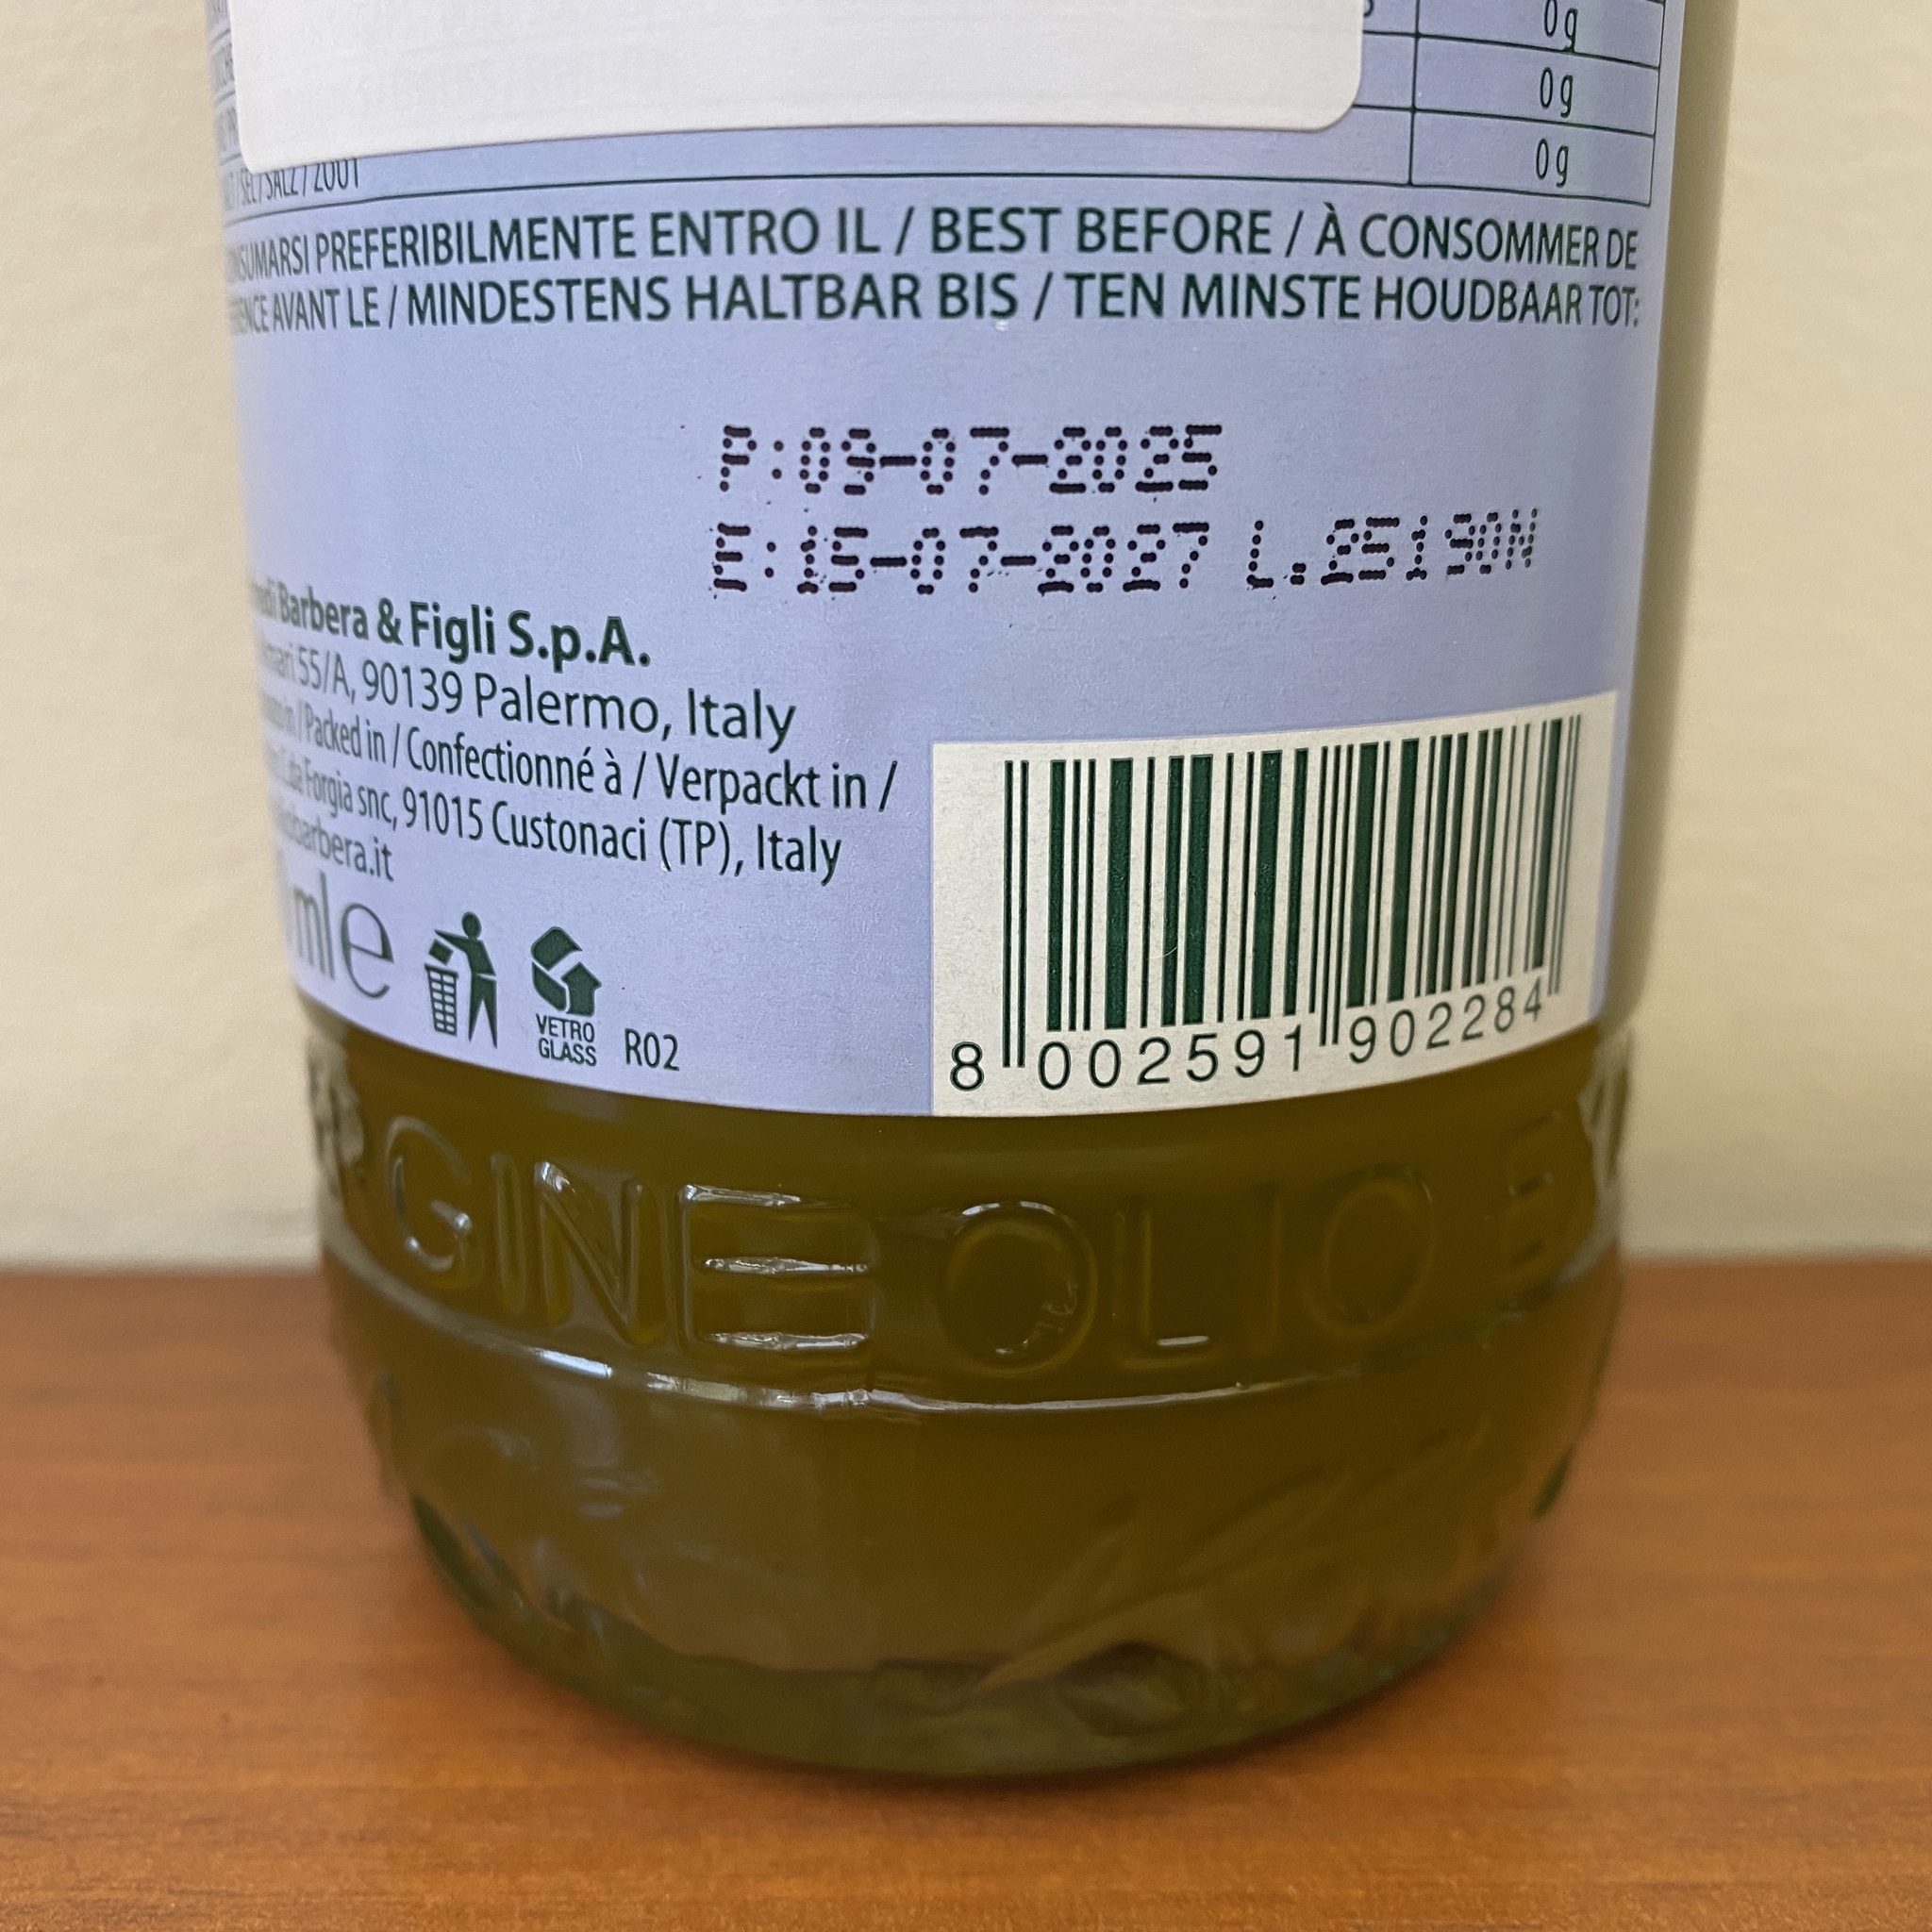 0g
0g
0g
/ SEL / SALZ / ZOUT
PREFERIBILMENTE ENTRO IL / BEST BEFORE / À CONSOMMER DE
AVANT LE / MINDESTENS HALTBAR BIS / TEN MINSTE HOUDBAAR TOT:
P:09-07-2025
E:15-07-2027 L.25190N
Barbera & Figli S.p.A.
55/A, 90139 Palermo, Italy
/ Packed in / Confectionné à / Verpackt in /
Forgia snc, 91015 Custonaci (TP), Italy
barbera.it
ml e
VETRO
GLASS
R02
8 002591 902284
GINE OLIO E